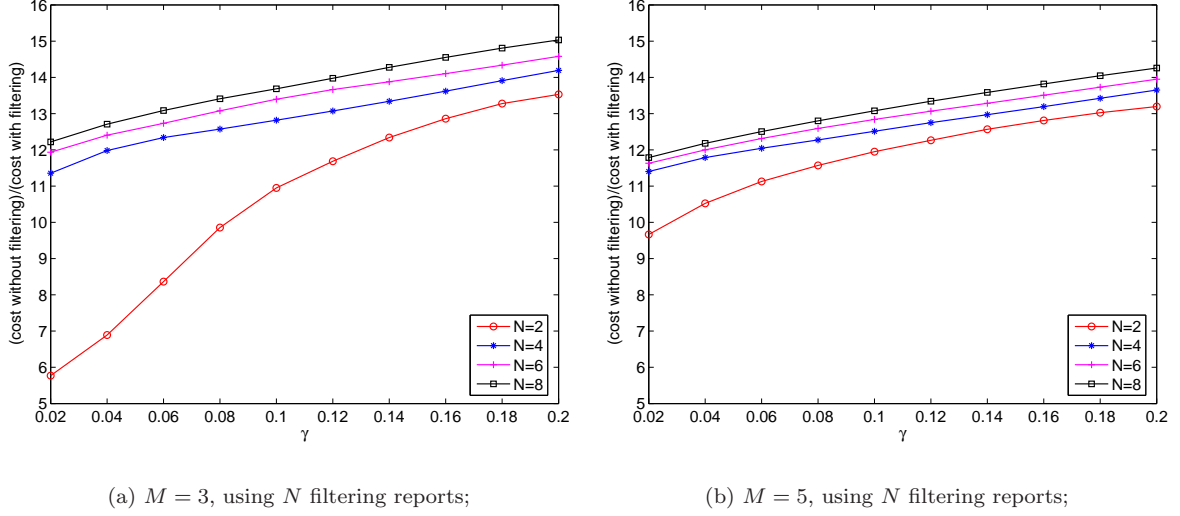 16
15
14
13
12
11
10
9
8
7
6
5
(cost without filtering)/(cost with filtering)
0.02 0.04 0.06 0.08 0.1 0.12 0.14 0.16 0.18 0.2
γ
N=2
N=4
N=6
N=8
(a) M = 3, using N filtering reports;
16
15
14
13
12
11
10
9
8
7
6
5
(cost without filtering)/(cost with filtering)
0.02 0.04 0.06 0.08 0.1 0.12 0.14 0.16 0.18 0.2
γ
N=2
N=4
N=6
N=8
(b) M = 5, using N filtering reports;